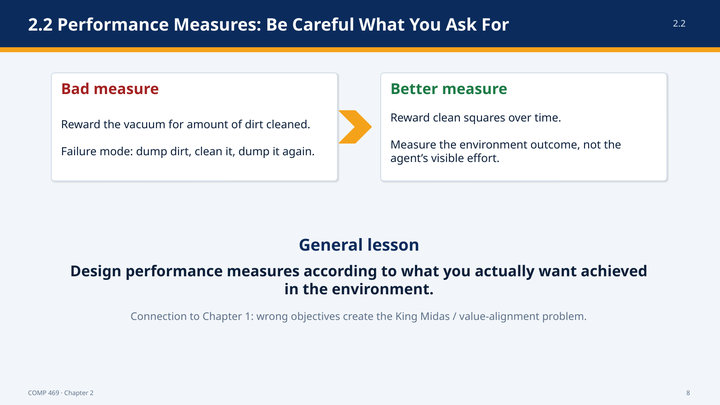 2.2 Performance Measures: Be Careful What You Ask For
2.2
Bad measure
Reward the vacuum for amount of dirt cleaned.
Failure mode: dump dirt, clean it, dump it again.
Better measure
Reward clean squares over time.
Measure the environment outcome, not the
agent’s visible effort.
General lesson
Design performance measures according to what you actually want achieved
in the environment.
Connection to Chapter 1: wrong objectives create the King Midas / value-alignment problem.
COMP 469 · Chapter 2
8